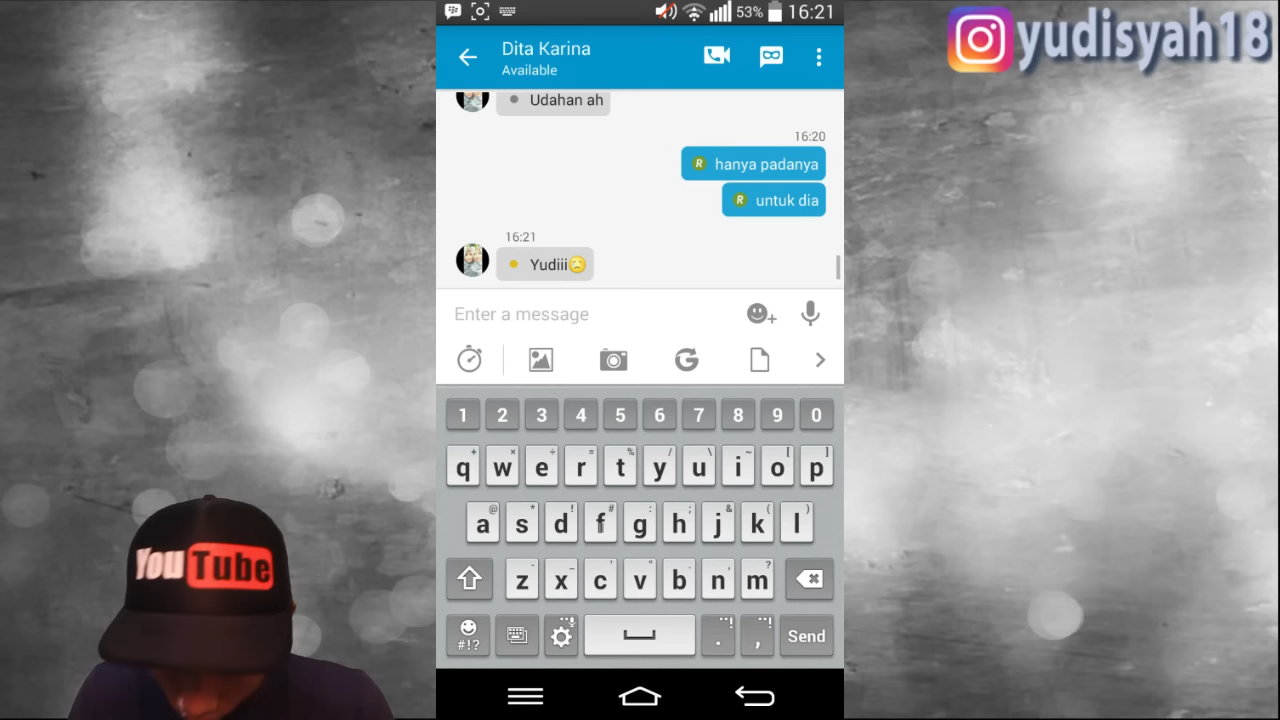 53% 16:21
yudisyah18
Dita Karina
Available
Udahan ah
16:20
R hanya padanya
R untuk dia
16:21
Yudiii
Enter a message
1 2 3 4 5 6 7 8 9 0
q w e r t y u i o p
a s d f g h j k l
z x c v b n m
#!? . , Send
YouTube